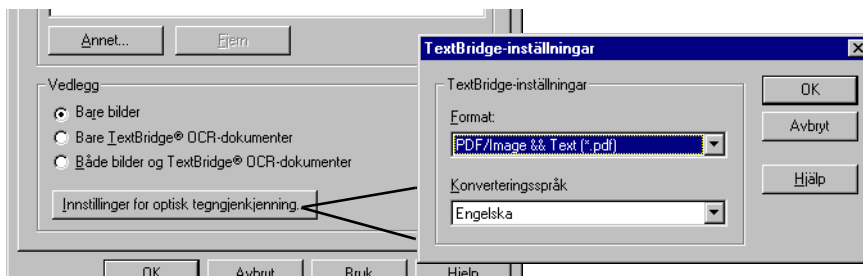 Annet...
Fjern
Vedlegg
Bare bilder
Bare TextBridge® OCR-dokumenter
Både bilder og TextBridge® OCR-dokumenter
Innstillinger for optisk tegngjenkjenning.
OK
Avbrut
Bruk
Hjelp
TextBridge-inställningar
TextBridge-inställningar
Format:
PDF/Image && Text (*.pdf)
Konverteringsspråk
Engelska
OK
Avbryt
Hjälp